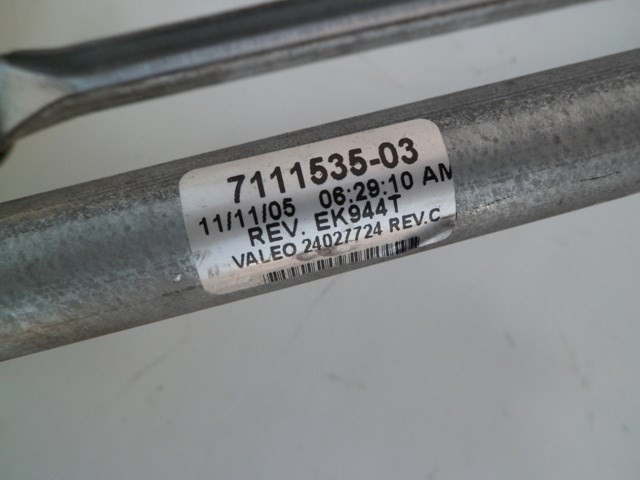 7111535-03
11/11/05 06:29:10 AM
REV. EK944T
VALEO 24027724 REV.C